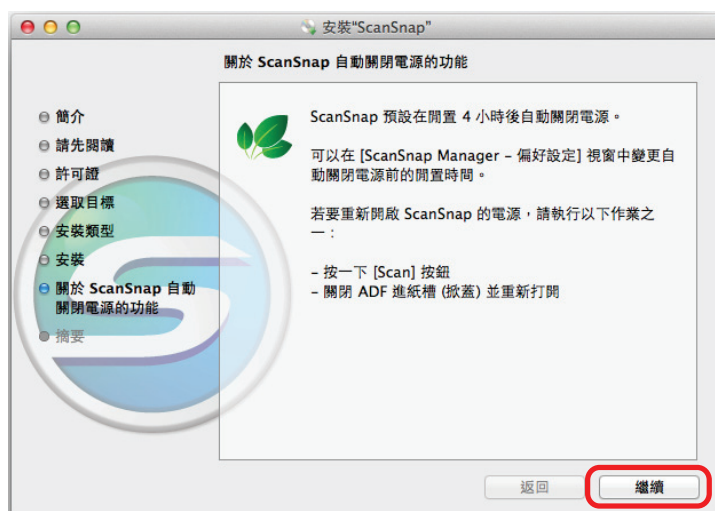 安裝"ScanSnap"
關於 ScanSnap 自動關閉電源的功能
簡介
請先閱讀
許可證
選取目標
安裝類型
安裝
關於 ScanSnap 自動
關閉電源的功能
摘要
ScanSnap 預設在閒置 4 小時後自動關閉電源。
可以在 [ScanSnap Manager – 偏好設定] 視窗中變更自
動關閉電源前的閒置時間。
若要重新開啟 ScanSnap 的電源，請執行以下作業之
一：
– 按一下 [Scan] 按鈕
– 關閉 ADF 進紙槽 (掀蓋) 並重新打開
返回
繼續